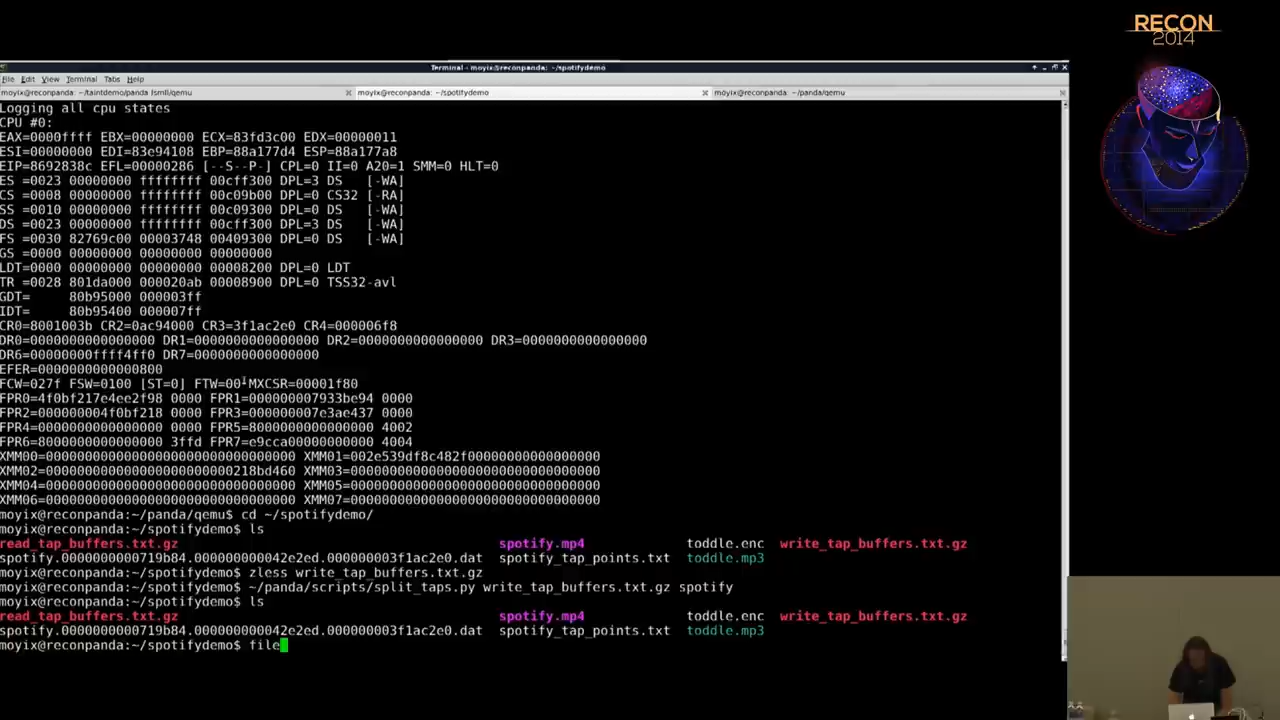 RECON
2014
Terminal - moyix@reconpanda: ~/spotifydemo
File Edit View Terminal Tabs Help
moyix@reconpanda: ~/taintdemo/panda lsmll/qemu
moyix@reconpanda: ~/spotifydemo
moyix@reconpanda: ~/panda/qemu
Logging all cpu states
CPU #0:
EAX=0000ffff EBX=00000000 ECX=83fd3c00 EDX=00000011
ESI=00000000 EDI=83e94108 EBP=88a177d4 ESP=88a177a8
EIP=8692838c EFL=00000286 [--S--P-] CPL=0 II=0 A20=1 SMM=0 HLT=0
ES =0023 00000000 ffffffff 00cff300 DPL=3 DS   [-WA]
CS =0008 00000000 ffffffff 00c09b00 DPL=0 CS32 [-RA]
SS =0010 00000000 ffffffff 00c09300 DPL=0 DS   [-WA]
DS =0023 00000000 ffffffff 00cff300 DPL=3 DS   [-WA]
FS =0030 82769c00 00003748 00409300 DPL=0 DS   [-WA]
GS =0000 00000000 00000000 00000000
LDT=0000 00000000 00000000 00008200 DPL=0 LDT
TR =0028 801da000 000020ab 00008900 DPL=0 TSS32-avl
GDT=     80b95000 000003ff
IDT=     80b95400 000007ff
CR0=8001003b CR2=0ac94000 CR3=3f1ac2e0 CR4=000006f8
DR0=0000000000000000 DR1=0000000000000000 DR2=0000000000000000 DR3=0000000000000000
DR6=00000000ffff4ff0 DR7=0000000000000000
EFER=0000000000000800
FCW=027f FSW=0100 [ST=0] FTW=00 MXCSR=00001f80
FPR0=4f0bf217e4ee2f98 0000 FPR1=000000007933be94 0000
FPR2=000000004f0bf218 0000 FPR3=000000007e3ae437 0000
FPR4=0000000000000000 0000 FPR5=8000000000000000 4002
FPR6=8000000000000000 3ffd FPR7=e9cca00000000000 4004
XMM00=00000000000000000000000000000000 XMM01=002e539df8c482f00000000000000000
XMM02=000000000000000000000000218bd460 XMM03=00000000000000000000000000000000
XMM04=00000000000000000000000000000000 XMM05=00000000000000000000000000000000
XMM06=00000000000000000000000000000000 XMM07=00000000000000000000000000000000
moyix@reconpanda:~/panda/qemu$ cd ~/spotifydemo/
moyix@reconpanda:~/spotifydemo$ ls
read_tap_buffers.txt.gz spotify.mp4 toddle.enc write_tap_buffers.txt.gz
spotify.0000000000719b84.000000000042e2ed.000000003f1ac2e0.dat spotify_tap_points.txt toddle.mp3
moyix@reconpanda:~/spotifydemo$ zless write_tap_buffers.txt.gz
moyix@reconpanda:~/spotifydemo$ ~/panda/scripts/split_taps.py write_tap_buffers.txt.gz spotify
moyix@reconpanda:~/spotifydemo$ ls
read_tap_buffers.txt.gz spotify.mp4 toddle.enc write_tap_buffers.txt.gz
spotify.0000000000719b84.000000000042e2ed.000000003f1ac2e0.dat spotify_tap_points.txt toddle.mp3
moyix@reconpanda:~/spotifydemo$ file